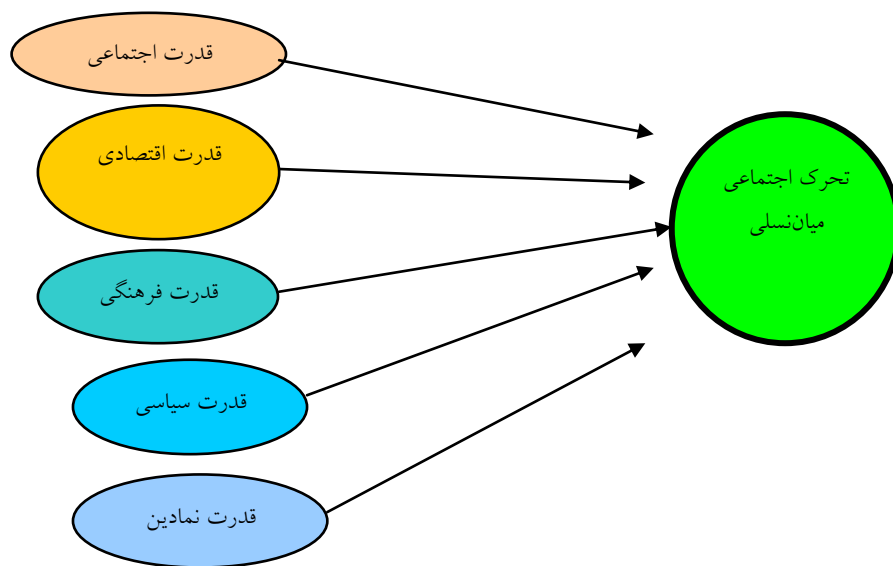 قدرت اجتماعی
قدرت اقتصادی
قدرت فرهنگی
قدرت سیاسی
قدرت نمادین
تحرک اجتماعی
میان‌نسلی